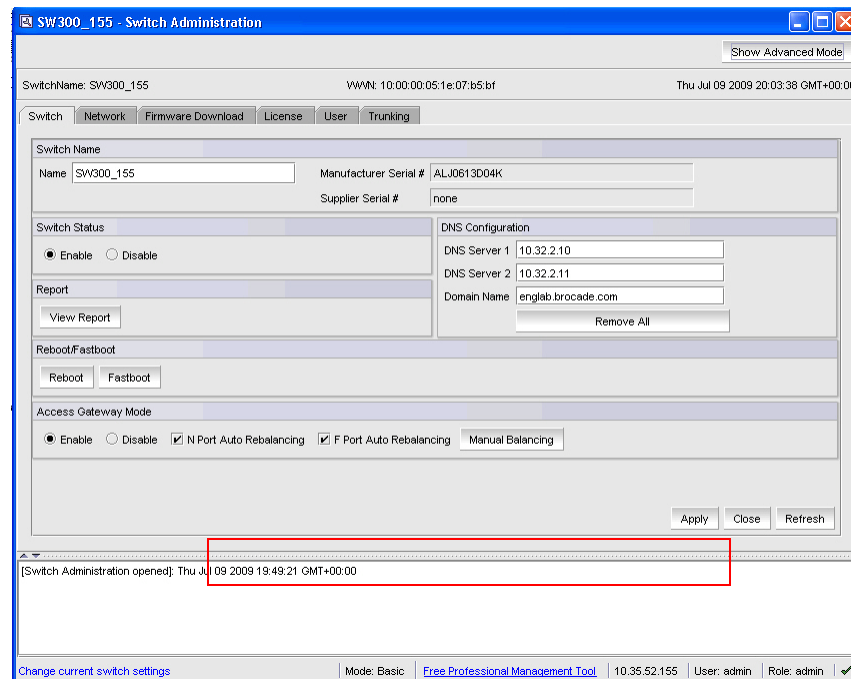 SW300_155 - Switch Administration
Show Advanced Mode
SwitchName: SW300_155 WWN: 10:00:00:05:1e:07:b5:bf Thu Jul 09 2009 20:03:38 GMT+00:0
Switch Network Firmware Download License User Trunking
Switch Name
Name SW300_155 Manufacturer Serial # ALJ0613D04K
Supplier Serial # none
Switch Status
Enable Disable
Report
View Report
DNS Configuration
DNS Server 1 10.32.2.10
DNS Server 2 10.32.2.11
Domain Name englab.brocade.com
Remove All
Reboot/Fastboot
Reboot Fastboot
Access Gateway Mode
Enable Disable N Port Auto Rebalancing F Port Auto Rebalancing Manual Balancing
Apply Close Refresh
[Switch Administration opened]: Thu Jul 09 2009 19:49:21 GMT+00:00
Change current switch settings Mode: Basic Free Professional Management Tool 10.35.52.155 User: admin Role: admin